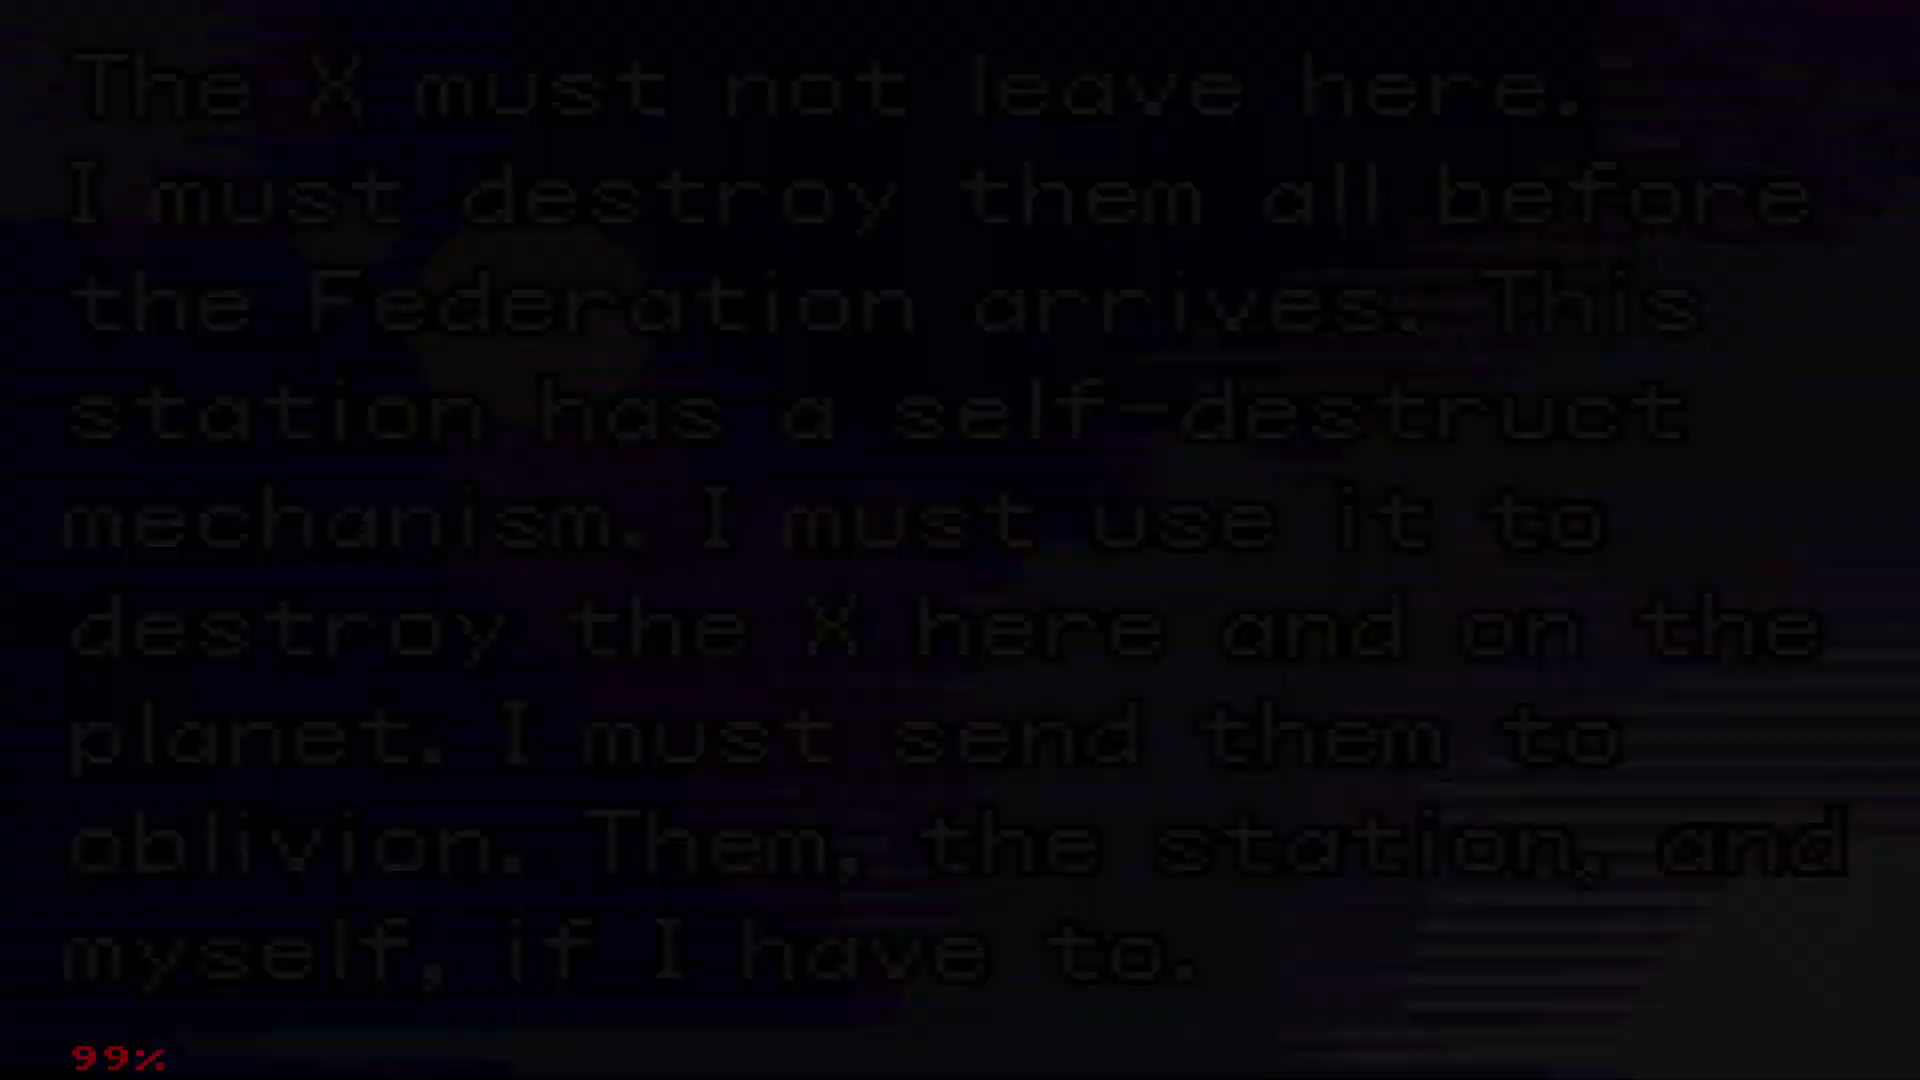 The X must not leave here.
I must destroy them all before
the Federation arrives. This
station has a self-destruct
mechanism. I must use it to
destroy the X here and on the
planet. I must send them to
oblivion. Them, the station, and
myself, if I have to.
99%